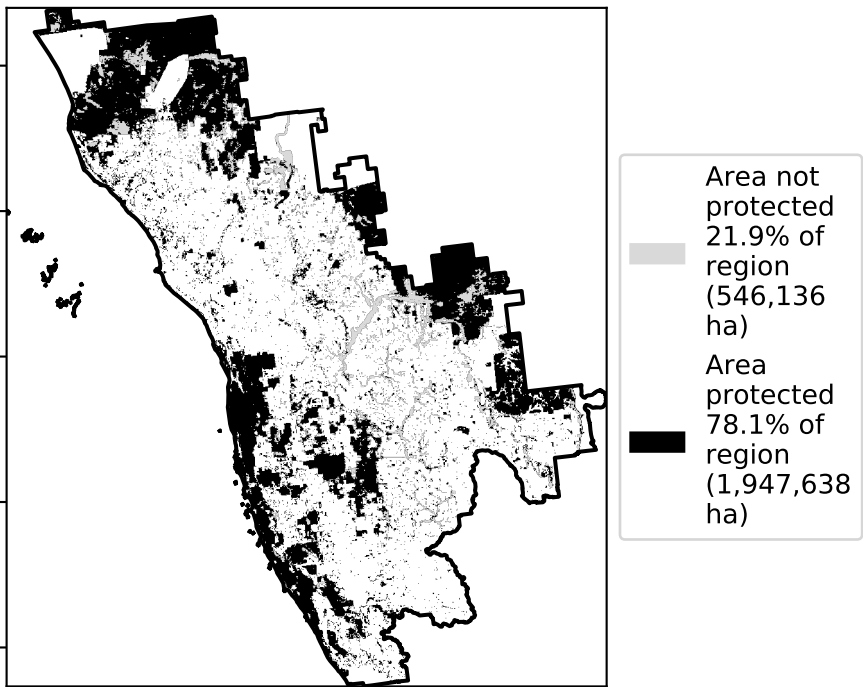 Area not
protected
21.9% of
region
(546,136
ha)
Area
protected
78.1% of
region
(1,947,638
ha)